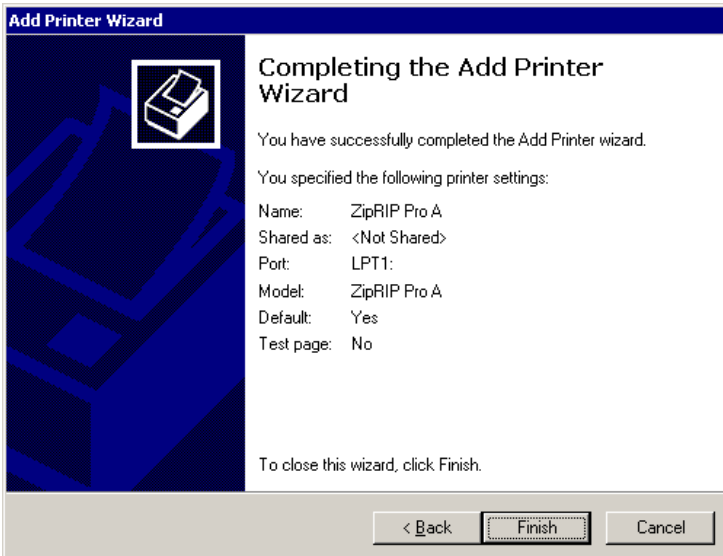 Add Printer Wizard
Completing the Add Printer
Wizard
You have successfully completed the Add Printer wizard.
You specified the following printer settings:
Name: ZipRIP Pro A
Shared as: <Not Shared>
Port: LPT1:
Model: ZipRIP Pro A
Default: Yes
Test page: No
To close this wizard, click Finish.
< Back Finish Cancel